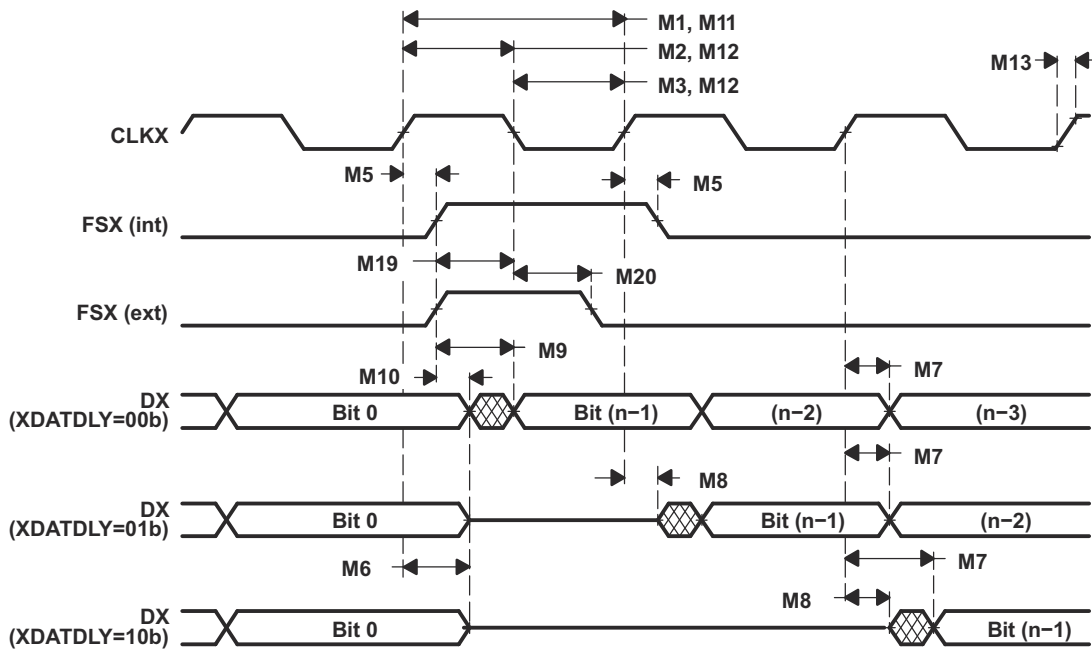 M1, M11
M2, M12
M13
M3, M12
CLKX
M5
M5
FSX (int)
M19
M20
FSX (ext)
M9
M10
M7
DX
(XDATDLY=00b)
Bit 0
Bit (n−1)
(n−2)
(n−3)
M7
M8
DX
(XDATDLY=01b)
Bit 0
Bit (n−1)
(n−2)
M6
M7
M8
DX
(XDATDLY=10b)
Bit 0
Bit (n−1)